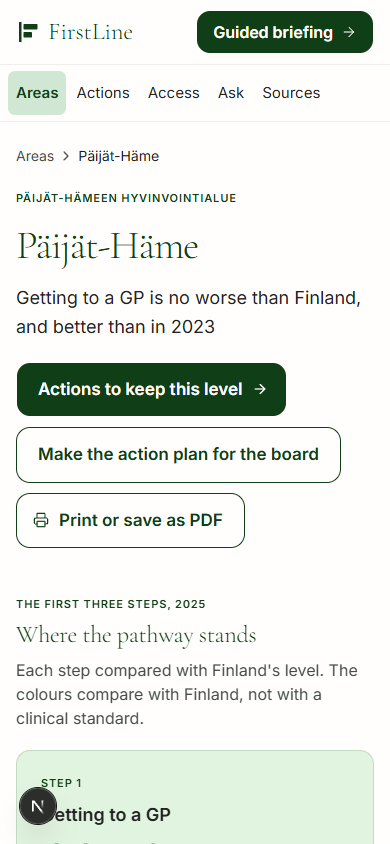 FirstLine
Guided briefing
Areas Actions Access Ask Sources
Areas Päijät-Häme
PÄIJÄT-HÄMEEN HYVINVOINTIALUE
Päijät-Häme
Getting to a GP is no worse than Finland,
and better than in 2023
Actions to keep this level
Make the action plan for the board
Print or save as PDF
THE FIRST THREE STEPS, 2025
Where the pathway stands
Each step compared with Finland's level. The
colours compare with Finland, not with a
clinical standard.
STEP 1
N
etting to a GP